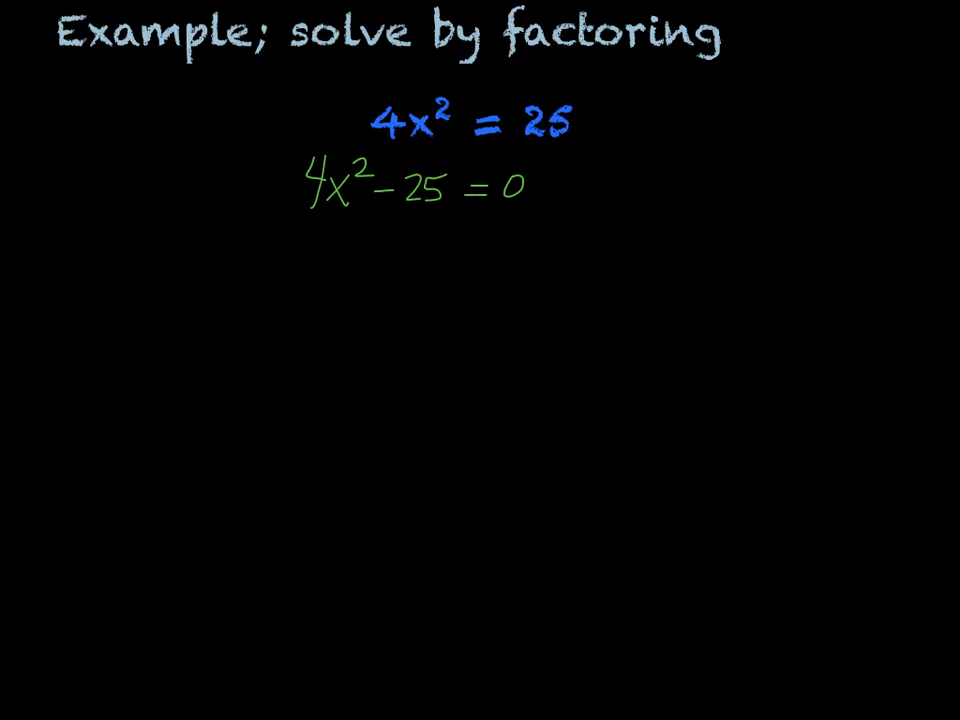 Example; solve by factoring
4x² = 25
4x² - 25 = 0